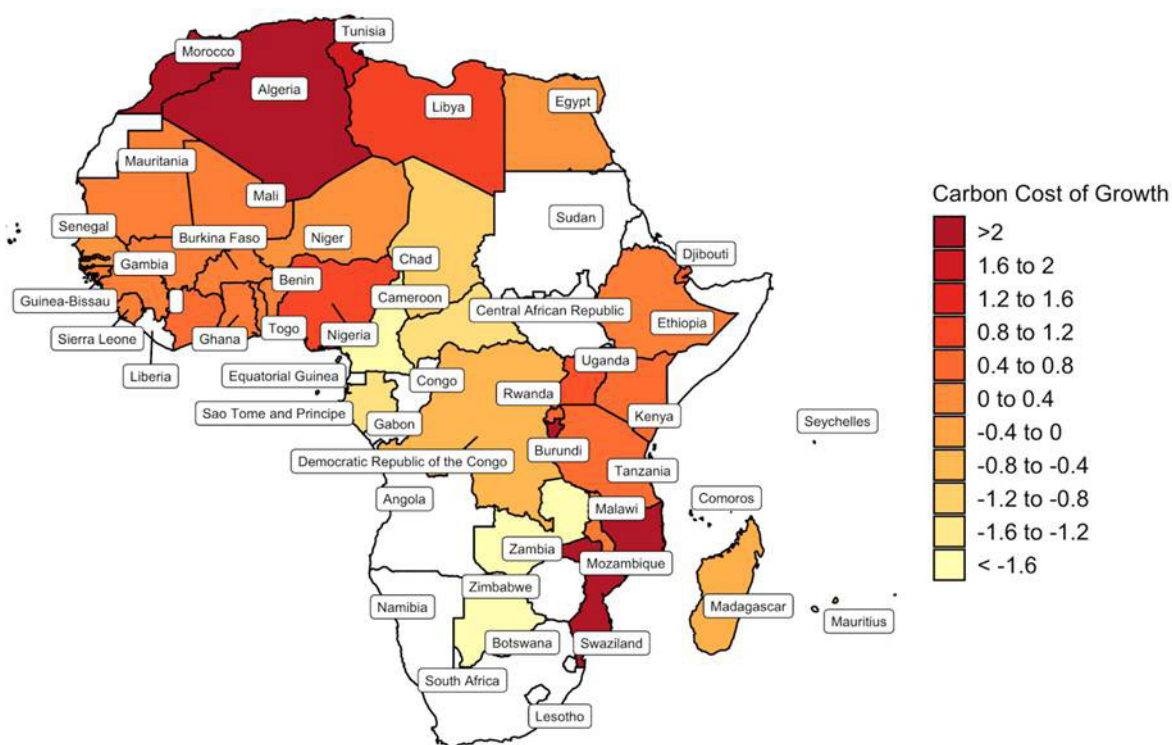 Tunisia
Morocco
Algeria
Libya
Egypt
Mauritania
Mali
Sudan
Senegal
Burkina Faso
Niger
Djibouti
Gambia
Chad
Benin
Guinea-Bissau
Cameroon
Central African Republic
Ethiopia
Sierra Leone
Ghana
Togo
Nigeria
Uganda
Liberia
Equatorial Guinea
Congo
Rwanda
Sao Tome and Principe
Gabon
Kenya
Seychelles
Burundi
Democratic Republic of the Congo
Tanzania
Angola
Comoros
Malawi
Zambia
Mozambique
Zimbabwe
Namibia
Madagascar
Mauritius
Botswana
Swaziland
South Africa
Lesotho
Carbon Cost of Growth
>2
1.6 to 2
1.2 to 1.6
0.8 to 1.2
0.4 to 0.8
0 to 0.4
-0.4 to 0
-0.8 to -0.4
-1.2 to -0.8
-1.6 to -1.2
< -1.6